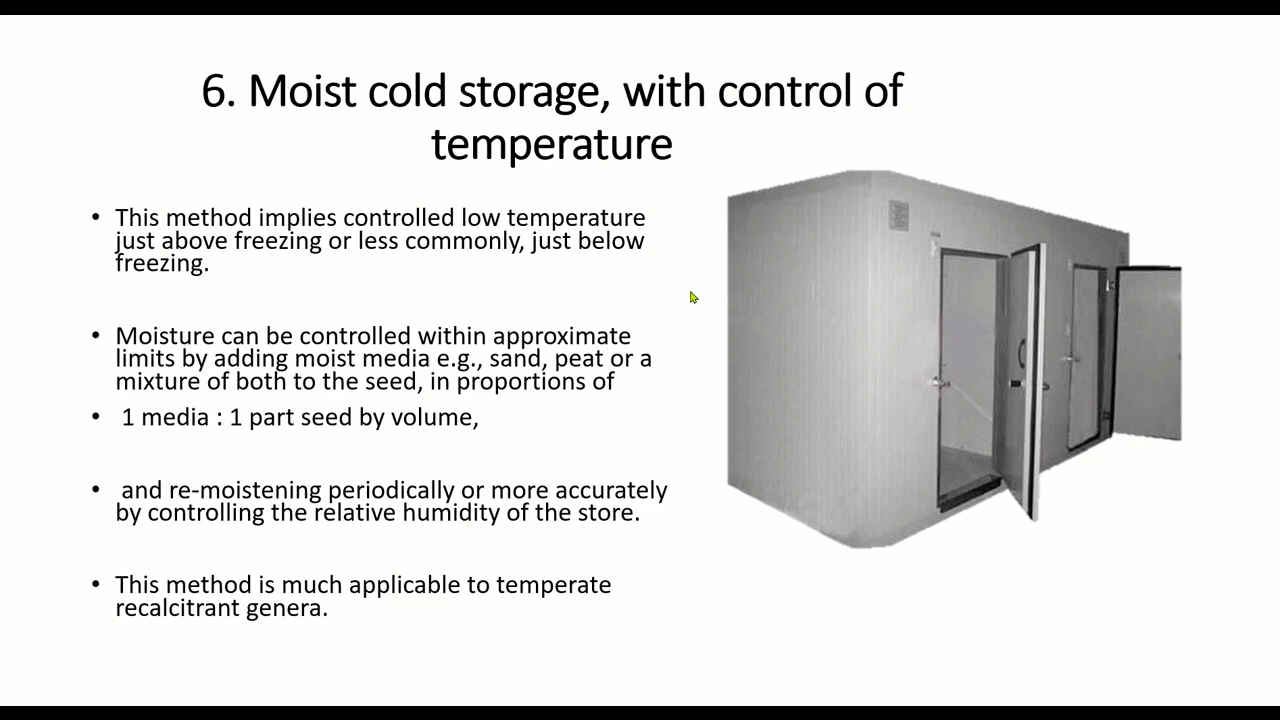 6. Moist cold storage, with control of
temperature
• This method implies controlled low temperature
just above freezing or less commonly, just below
freezing.
• Moisture can be controlled within approximate
limits by adding moist media e.g., sand, peat or a
mixture of both to the seed, in proportions of
• 1 media : 1 part seed by volume,
• and re-moistening periodically or more accurately
by controlling the relative humidity of the store.
• This method is much applicable to temperate
recalcitrant genera.